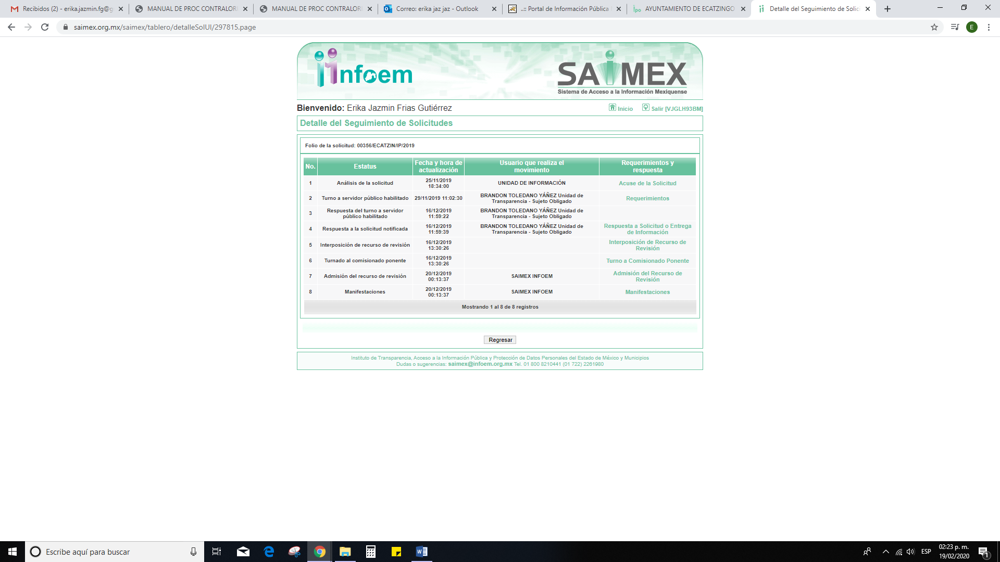 Recibidos (2) - erika.jazmin.fg@g
MANUAL DE PROC CONTRALOR
MANUAL DE PROC CONTRALOR
Correo: erika jaz jaz - Outlook
..:: Portal de Información Pública
AYUNTAMIENTO DE ECATZINGO
Detalle del Seguimiento de Solic
saimex.org.mx/saimex/tablero/detalleSolUI/297815.page
E
infoem
SAIMEX
Sistema de Acceso a la Información Mexiquense
Bienvenido: Erika Jazmin Frias Gutiérrez
Inicio
Salir [VJGLH93BM]
Detalle del Seguimiento de Solicitudes
Folio de la solicitud: 00356/ECATZIN/IP/2019
No. Estatus Fecha y hora de actualización Usuario que realiza el movimiento Requerimientos y respuesta
1 Análisis de la solicitud 25/11/2019 18:34:00 UNIDAD DE INFORMACIÓN Acuse de la Solicitud
2 Turno a servidor público habilitado 29/11/2019 11:02:30 BRANDON TOLEDANO YÁÑEZ Unidad de Transparencia - Sujeto Obligado Requerimientos
3 Respuesta del turno a servidor público habilitado 16/12/2019 11:59:22 BRANDON TOLEDANO YÁÑEZ Unidad de Transparencia - Sujeto Obligado
4 Respuesta a la solicitud notificada 16/12/2019 11:59:39 BRANDON TOLEDANO YÁÑEZ Unidad de Transparencia - Sujeto Obligado Respuesta a Solicitud o Entrega de Información
5 Interposición de recurso de revisión 16/12/2019 13:30:26 Interposición de Recurso de Revisión
6 Turnado al comisionado ponente 16/12/2019 13:30:26 Turno a Comisionado Ponente
7 Admisión del recurso de revisión 20/12/2019 00:13:37 SAIMEX INFOEM Admisión del Recurso de Revisión
8 Manifestaciones 20/12/2019 00:13:37 SAIMEX INFOEM Manifestaciones
Mostrando 1 al 8 de 8 registros
Regresar
Instituto de Transparencia, Acceso a la Información Pública y Protección de Datos Personales del Estado de México y Municipios
Dudas o sugerencias: saimex@infoem.org.mx Tel. 01 800 8210441 (01 722) 2261980
Escribe aquí para buscar
ESP
02:23 p. m.
19/02/2020
1